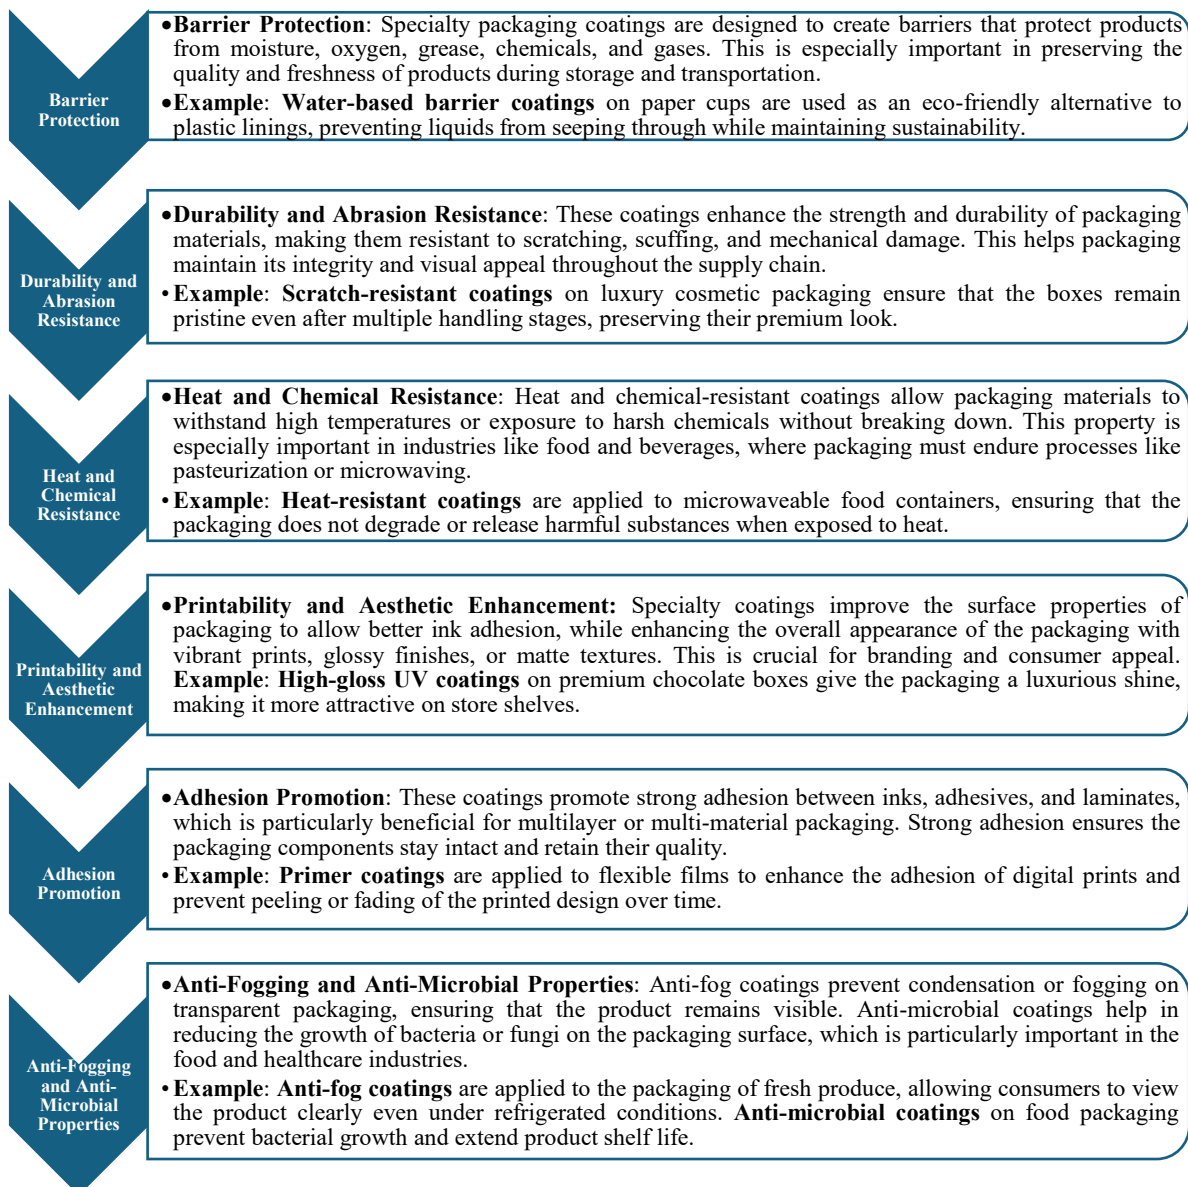 Barrier
Protection
•Barrier Protection: Specialty packaging coatings are designed to create barriers that protect products
from moisture, oxygen, grease, chemicals, and gases. This is especially important in preserving the
quality and freshness of products during storage and transportation.
•Example: Water-based barrier coatings on paper cups are used as an eco-friendly alternative to
plastic linings, preventing liquids from seeping through while maintaining sustainability.
Durability and
Abrasion
Resistance
•Durability and Abrasion Resistance: These coatings enhance the strength and durability of packaging
materials, making them resistant to scratching, scuffing, and mechanical damage. This helps packaging
maintain its integrity and visual appeal throughout the supply chain.
•Example: Scratch-resistant coatings on luxury cosmetic packaging ensure that the boxes remain
pristine even after multiple handling stages, preserving their premium look.
Heat and
Chemical
Resistance
•Heat and Chemical Resistance: Heat and chemical-resistant coatings allow packaging materials to
withstand high temperatures or exposure to harsh chemicals without breaking down. This property is
especially important in industries like food and beverages, where packaging must endure processes like
pasteurization or microwaving.
•Example: Heat-resistant coatings are applied to microwaveable food containers, ensuring that the
packaging does not degrade or release harmful substances when exposed to heat.
Printability and
Aesthetic
Enhancement
•Printability and Aesthetic Enhancement: Specialty coatings improve the surface properties of
packaging to allow better ink adhesion, while enhancing the overall appearance of the packaging with
vibrant prints, glossy finishes, or matte textures. This is crucial for branding and consumer appeal.
Example: High-gloss UV coatings on premium chocolate boxes give the packaging a luxurious shine,
making it more attractive on store shelves.
Adhesion
Promotion
•Adhesion Promotion: These coatings promote strong adhesion between inks, adhesives, and laminates,
which is particularly beneficial for multilayer or multi-material packaging. Strong adhesion ensures the
packaging components stay intact and retain their quality.
•Example: Primer coatings are applied to flexible films to enhance the adhesion of digital prints and
prevent peeling or fading of the printed design over time.
Anti-Fogging
and Anti-
Microbial
Properties
•Anti-Fogging and Anti-Microbial Properties: Anti-fog coatings prevent condensation or fogging on
transparent packaging, ensuring that the product remains visible. Anti-microbial coatings help in
reducing the growth of bacteria or fungi on the packaging surface, which is particularly important in the
food and healthcare industries.
•Example: Anti-fog coatings are applied to the packaging of fresh produce, allowing consumers to view
the product clearly even under refrigerated conditions. Anti-microbial coatings on food packaging
prevent bacterial growth and extend product shelf life.